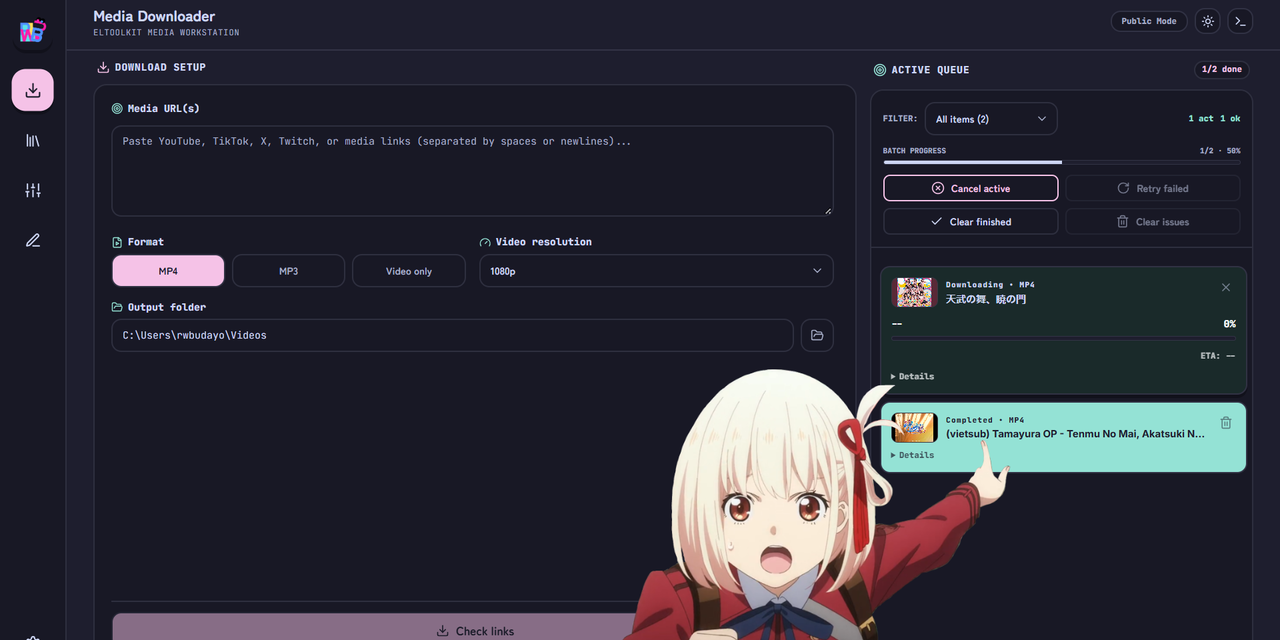 Media Downloader
ELTOOLKIT MEDIA WORKSTATION
Public Mode
DOWNLOAD SETUP
Media URL(s)
Paste YouTube, TikTok, X, Twitch, or media links (separated by spaces or newlines)...
Format
MP4
MP3
Video only
Video resolution
1080p
Output folder
C:\Users\rwbudayo\Videos
Check links
ACTIVE QUEUE
1/2 done
FILTER:
All items (2)
1 act 1 ok
BATCH PROGRESS
1/2 · 50%
Cancel active
Retry failed
Clear finished
Clear issues
Downloading • MP4
天武の舞、暁の門
--
0%
ETA: --
Details
Completed • MP4
(vietsub) Tamayura OP - Tenmu No Mai, Akatsuki N...
Details